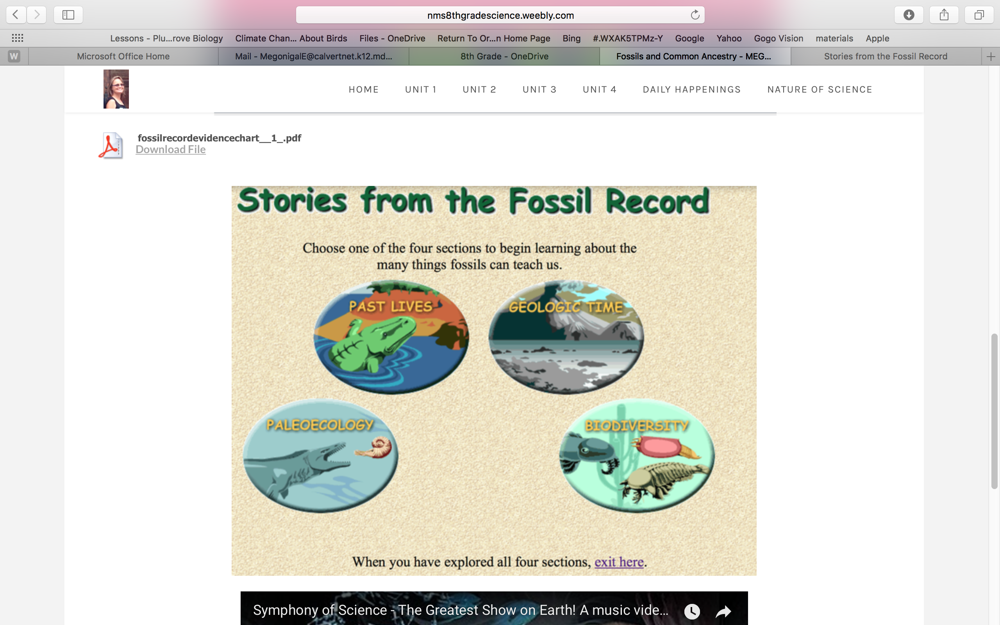 nms8thgradescience.weebly.com
Lessons - Plu...rove Biology Climate Chan... About Birds Files - OneDrive Return To Or...n Home Page Bing #.WXAK5TPMz-Y Google Yahoo Gogo Vision materials Apple
W Microsoft Office Home Mail - MegonigalE@calvertnet.k12.md... 8th Grade - OneDrive Fossils and Common Ancestry - MEG... Stories from the Fossil Record
HOME UNIT 1 UNIT 2 UNIT 3 UNIT 4 DAILY HAPPENINGS NATURE OF SCIENCE
fossilrecordevidencechart__1_.pdf
Download File
Stories from the Fossil Record
Choose one of the four sections to begin learning about the
many things fossils can teach us.
PAST LIVES GEOLOGIC TIME
PALEOECOLOGY BIODIVERSITY
When you have explored all four sections, exit here.
Symphony of Science - The Greatest Show on Earth! A music vide...